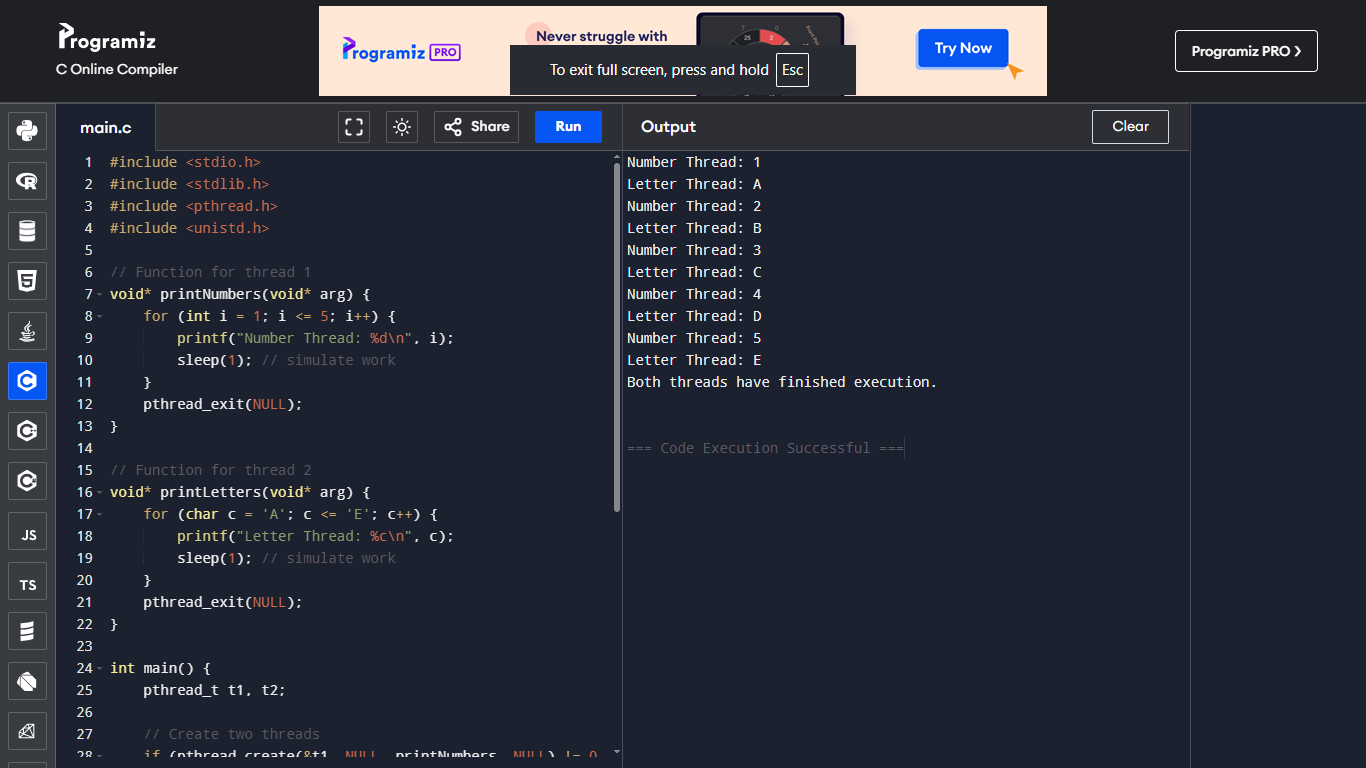 Programiz
C Online Compiler
Programiz PRO
Never struggle with
Try Now
To exit full screen, press and hold Esc
Programiz PRO >
main.c
Share
Run
Output
Clear
1 #include <stdio.h>
2 #include <stdlib.h>
3 #include <pthread.h>
4 #include <unistd.h>
5
6 // Function for thread 1
7 void* printNumbers(void* arg) {
8     for (int i = 1; i <= 5; i++) {
9         printf("Number Thread: %d\n", i);
10         sleep(1); // simulate work
11     }
12     pthread_exit(NULL);
13 }
14
15 // Function for thread 2
16 void* printLetters(void* arg) {
17     for (char c = 'A'; c <= 'E'; c++) {
18         printf("Letter Thread: %c\n", c);
19         sleep(1); // simulate work
20     }
21     pthread_exit(NULL);
22 }
23
24 int main() {
25     pthread_t t1, t2;
26
27     // Create two threads
28     if (pthread_create(&t1, NULL, printNumbers, NULL) != 0
Number Thread: 1
Letter Thread: A
Number Thread: 2
Letter Thread: B
Number Thread: 3
Letter Thread: C
Number Thread: 4
Letter Thread: D
Number Thread: 5
Letter Thread: E
Both threads have finished execution.
=== Code Execution Successful ===
JS
TS